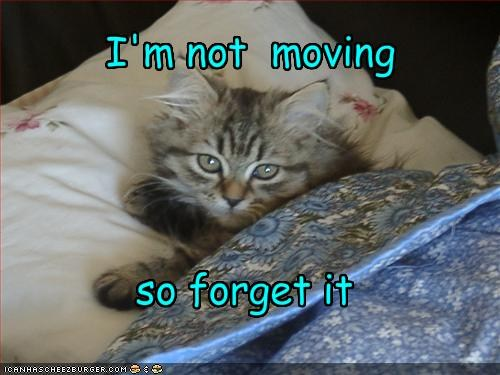 I'm not moving
so forget it
ICANHASCHEEZBURGER.COM